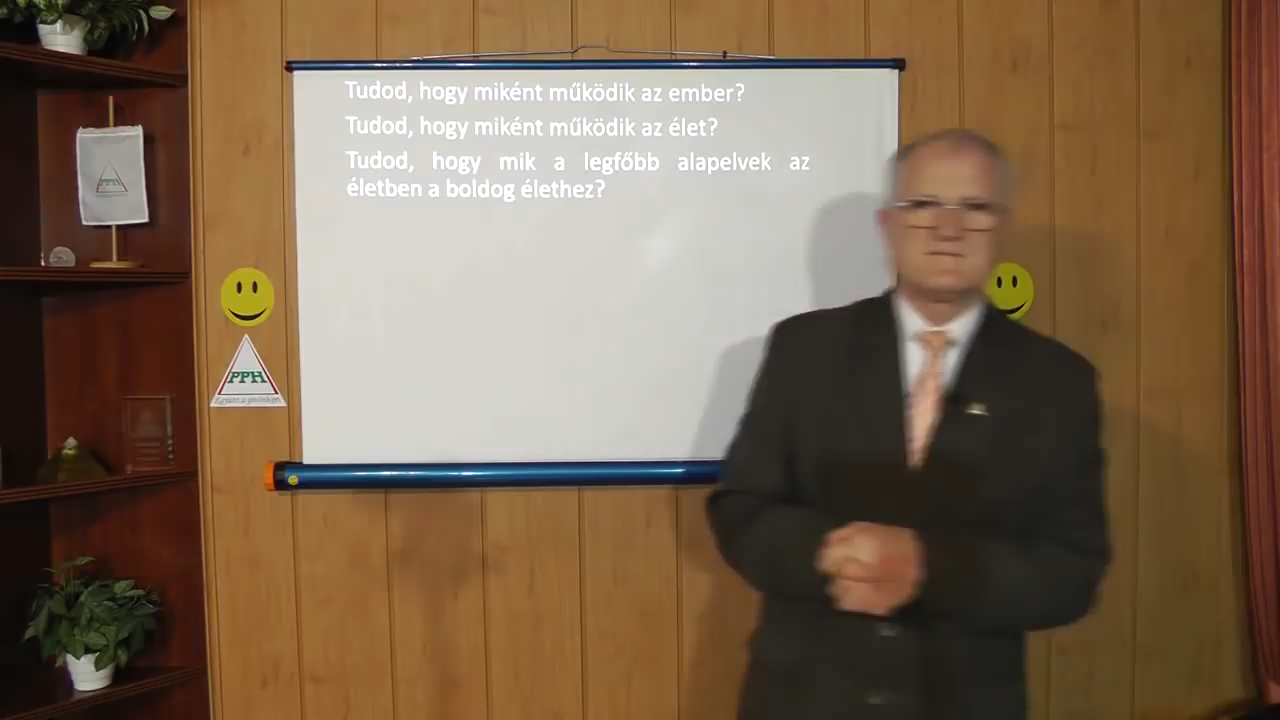 Tudod, hogy miként működik az ember?
Tudod, hogy miként működik az élet?
Tudod, hogy mik a legfőbb alapelvek az
életben a boldog élethez?
PPH